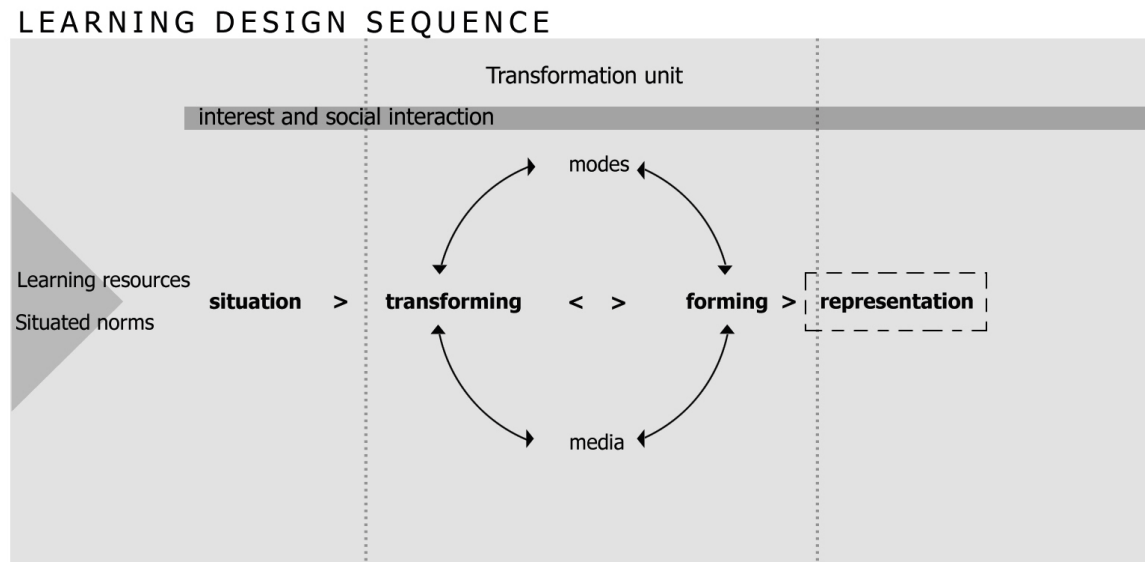 LEARNING DESIGN SEQUENCE
Transformation unit
interest and social interaction
modes
Learning resources
situation > transforming < > forming > representation
Situated norms
media